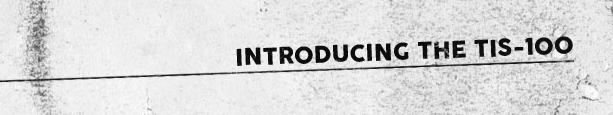 INTRODUCING THE TIS-100